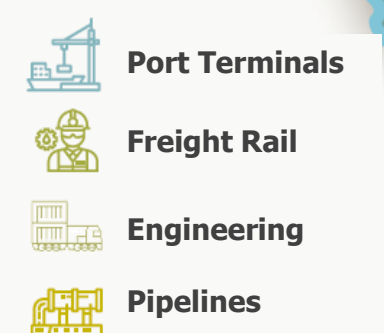 Port Terminals
Freight Rail
Engineering
Pipelines